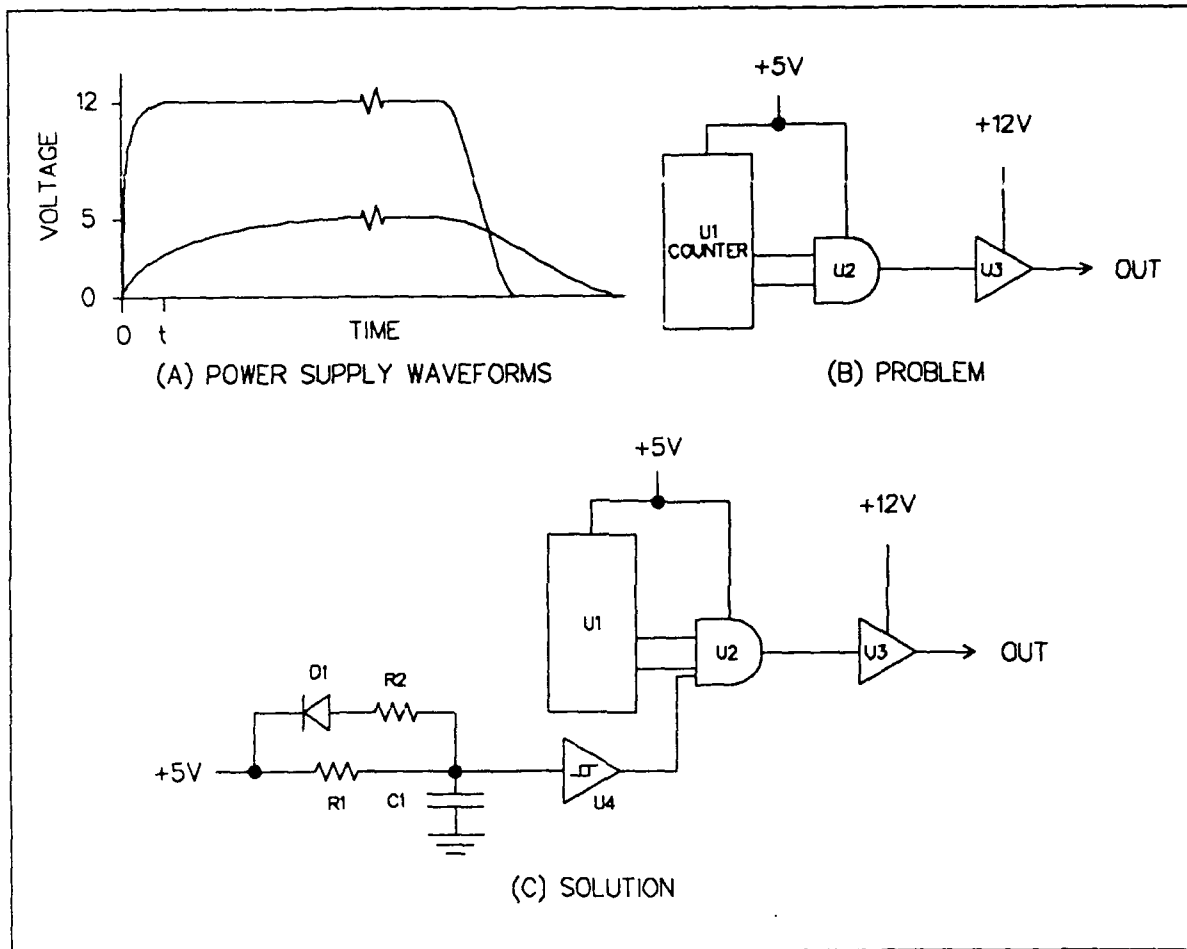 12
5
0
VOLTAGE
0
t
TIME
(A) POWER SUPPLY WAVEFORMS
+5V
+12V
U1
COUNTER
U2
U3
OUT
(B) PROBLEM
+5V
+12V
U1
U2
U3
OUT
D1
R2
+5V
R1
C1
U4
(C) SOLUTION